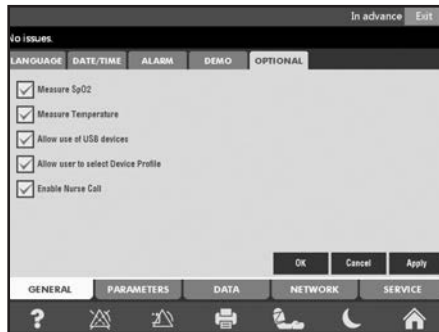 In advance Exit
No issues.
LANGUAGE DATE/TIME ALARM DEMO OPTIONAL
Measure SpO2
Measure Temperature
Allow use of USB devices
Allow user to select Device Profile
Enable Nurse Call
OK Cancel Apply
GENERAL PARAMETERS DATA NETWORK SERVICE
?